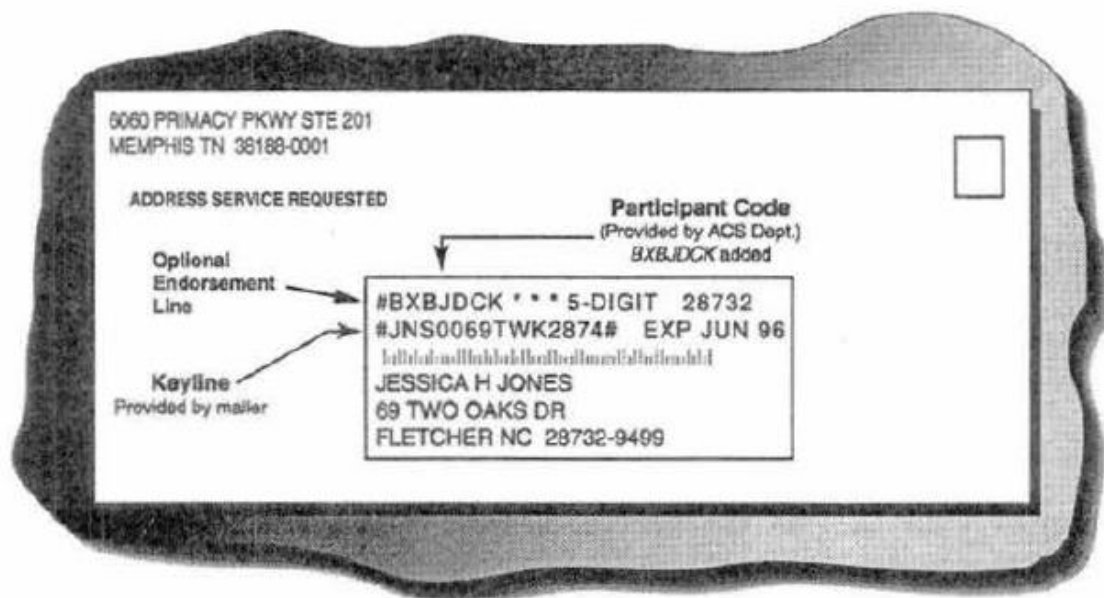 6060 PRIMACY PKWY STE 201
MEMPHIS TN 38188-0001
ADDRESS SERVICE REQUESTED
Participant Code
(Provided by ACS Dept.)
BXBJDCK added
Optional
Endorsement
Line
#BXBJDCK * * * 5-DIGIT 28732
#JNS0069TWK2874# EXP JUN 96
Keyline
Provided by mailer
JESSICA H JONES
69 TWO OAKS DR
FLETCHER NC 28732-9499